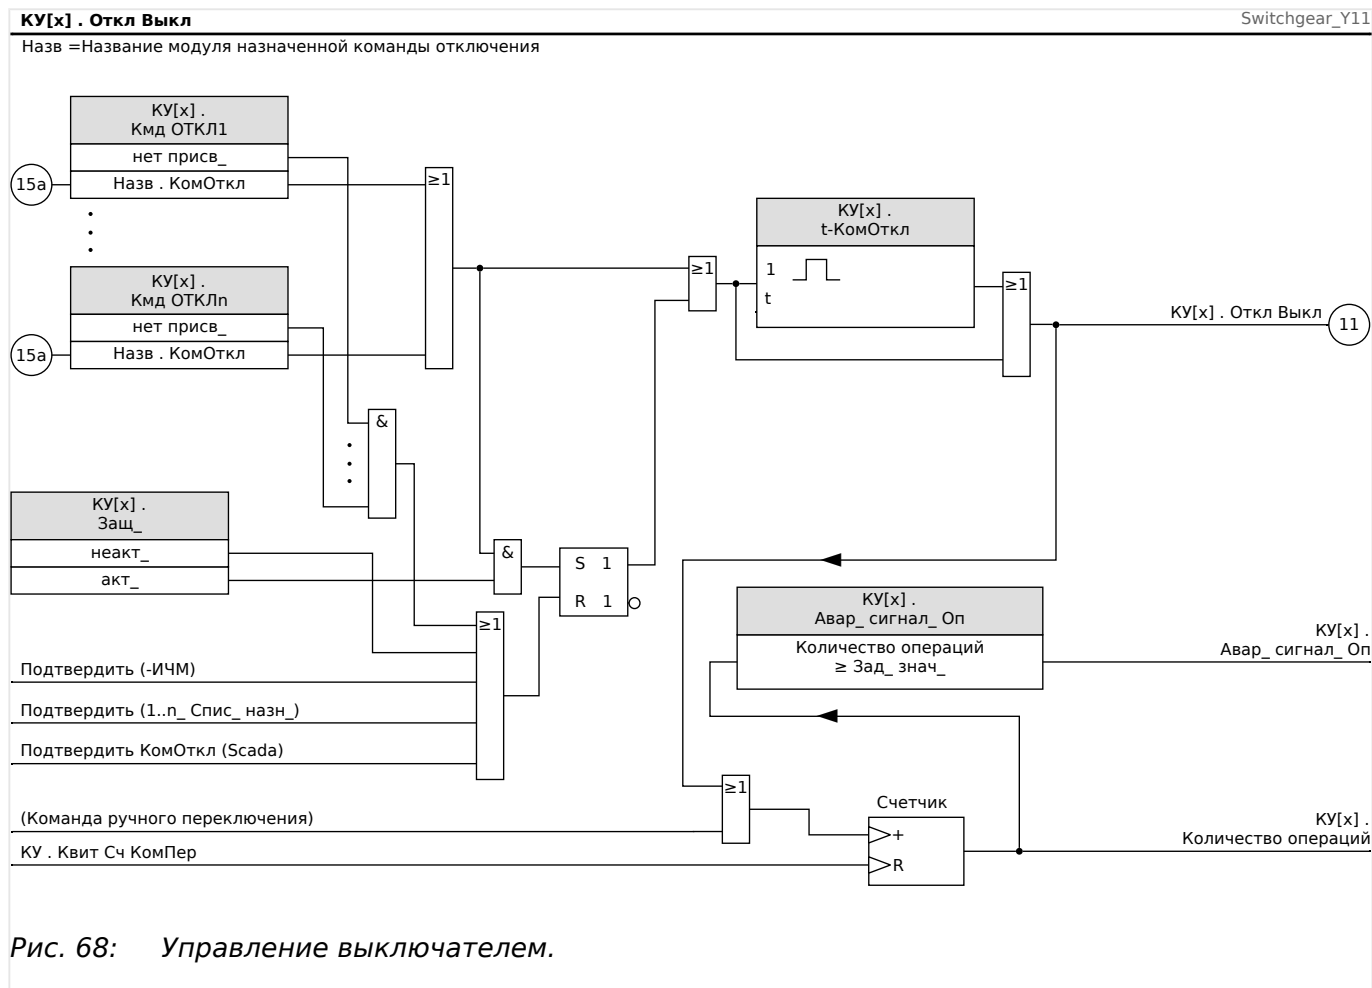 КУ[x] . Откл Выкл
Switchgear_Y11
Назв =Название модуля назначенной команды отключения
КУ[x] .
Кмд ОТКЛ1
нет присв_
15a
Назв . КомОткл
≥1
КУ[x] .
t-КомОткл
1
t
≥1
≥1
КУ[x] . Откл Выкл
11
КУ[x] .
Кмд ОТКЛn
нет присв_
15a
Назв . КомОткл
&
КУ[x] .
Защ_
неакт_
акт_
&
S 1
R 1
≥1
КУ[x] .
Авар_ сигнал_ Оп
Количество операций
≥ Зад_ знач_
КУ[x] .
Авар_ сигнал_ Оп
Подтвердить (-ИЧМ)
Подтвердить (1..n_ Спис_ назн_)
Подтвердить КомОткл (Scada)
≥1
Счетчик
(Команда ручного переключения)
+
КУ[x] .
Количество операций
КУ . Квит Сч КомПер
R
Рис. 68: Управление выключателем.